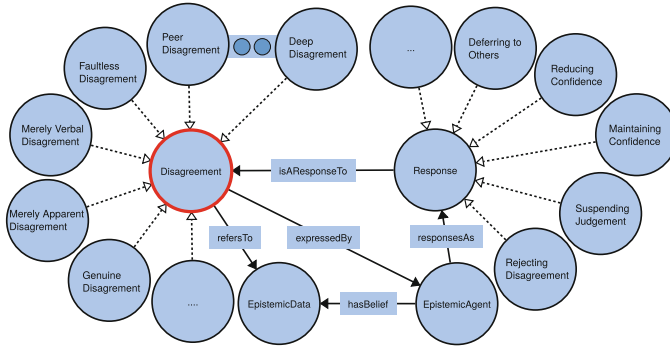 Peer
Disagreement
Deep
Disagreement
...
Deferring to
Others
Faultless
Disagreement
Reducing
Confidence
Merely Verbal
Disagreement
Maintaining
Confidence
Disagreement
isAResponseTo
Response
Merely Apparent
Disagreement
Suspending
Judgement
refersTo
expressedBy
responsesAs
Genuine
Disagrement
Rejecting
Disagreement
....
EpistemicData
hasBelief
EpistemicAgent